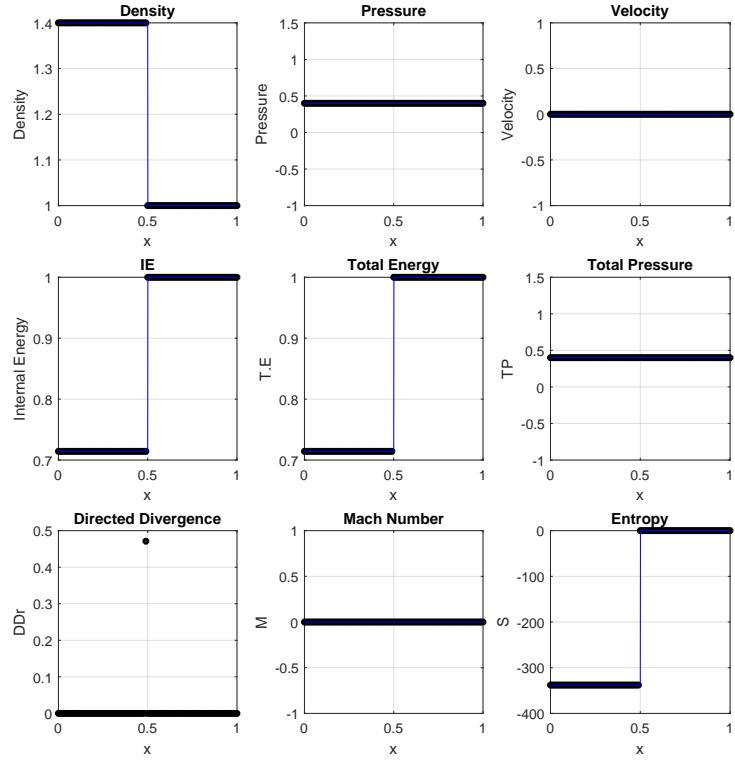 Density
Density
1.4
1.3
1.2
1.1
1
0
0.5
1
x
Pressure
Pressure
1.5
1
0.5
0
-0.5
-1
0
0.5
1
x
Velocity
Velocity
1
0.5
0
-0.5
-1
0
0.5
1
x
IE
Internal Energy
1
0.9
0.8
0.7
0
0.5
1
x
Total Energy
T.E
1
0.9
0.8
0.7
0
0.5
1
x
Total Pressure
TP
1.5
1
0.5
0
-0.5
-1
0
0.5
1
x
Directed Divergence
DDr
0.5
0.4
0.3
0.2
0.1
0
0
0.5
1
x
Mach Number
M
1
0.5
0
-0.5
-1
0
0.5
1
x
Entropy
S
0
-100
-200
-300
-400
0
0.5
1
x